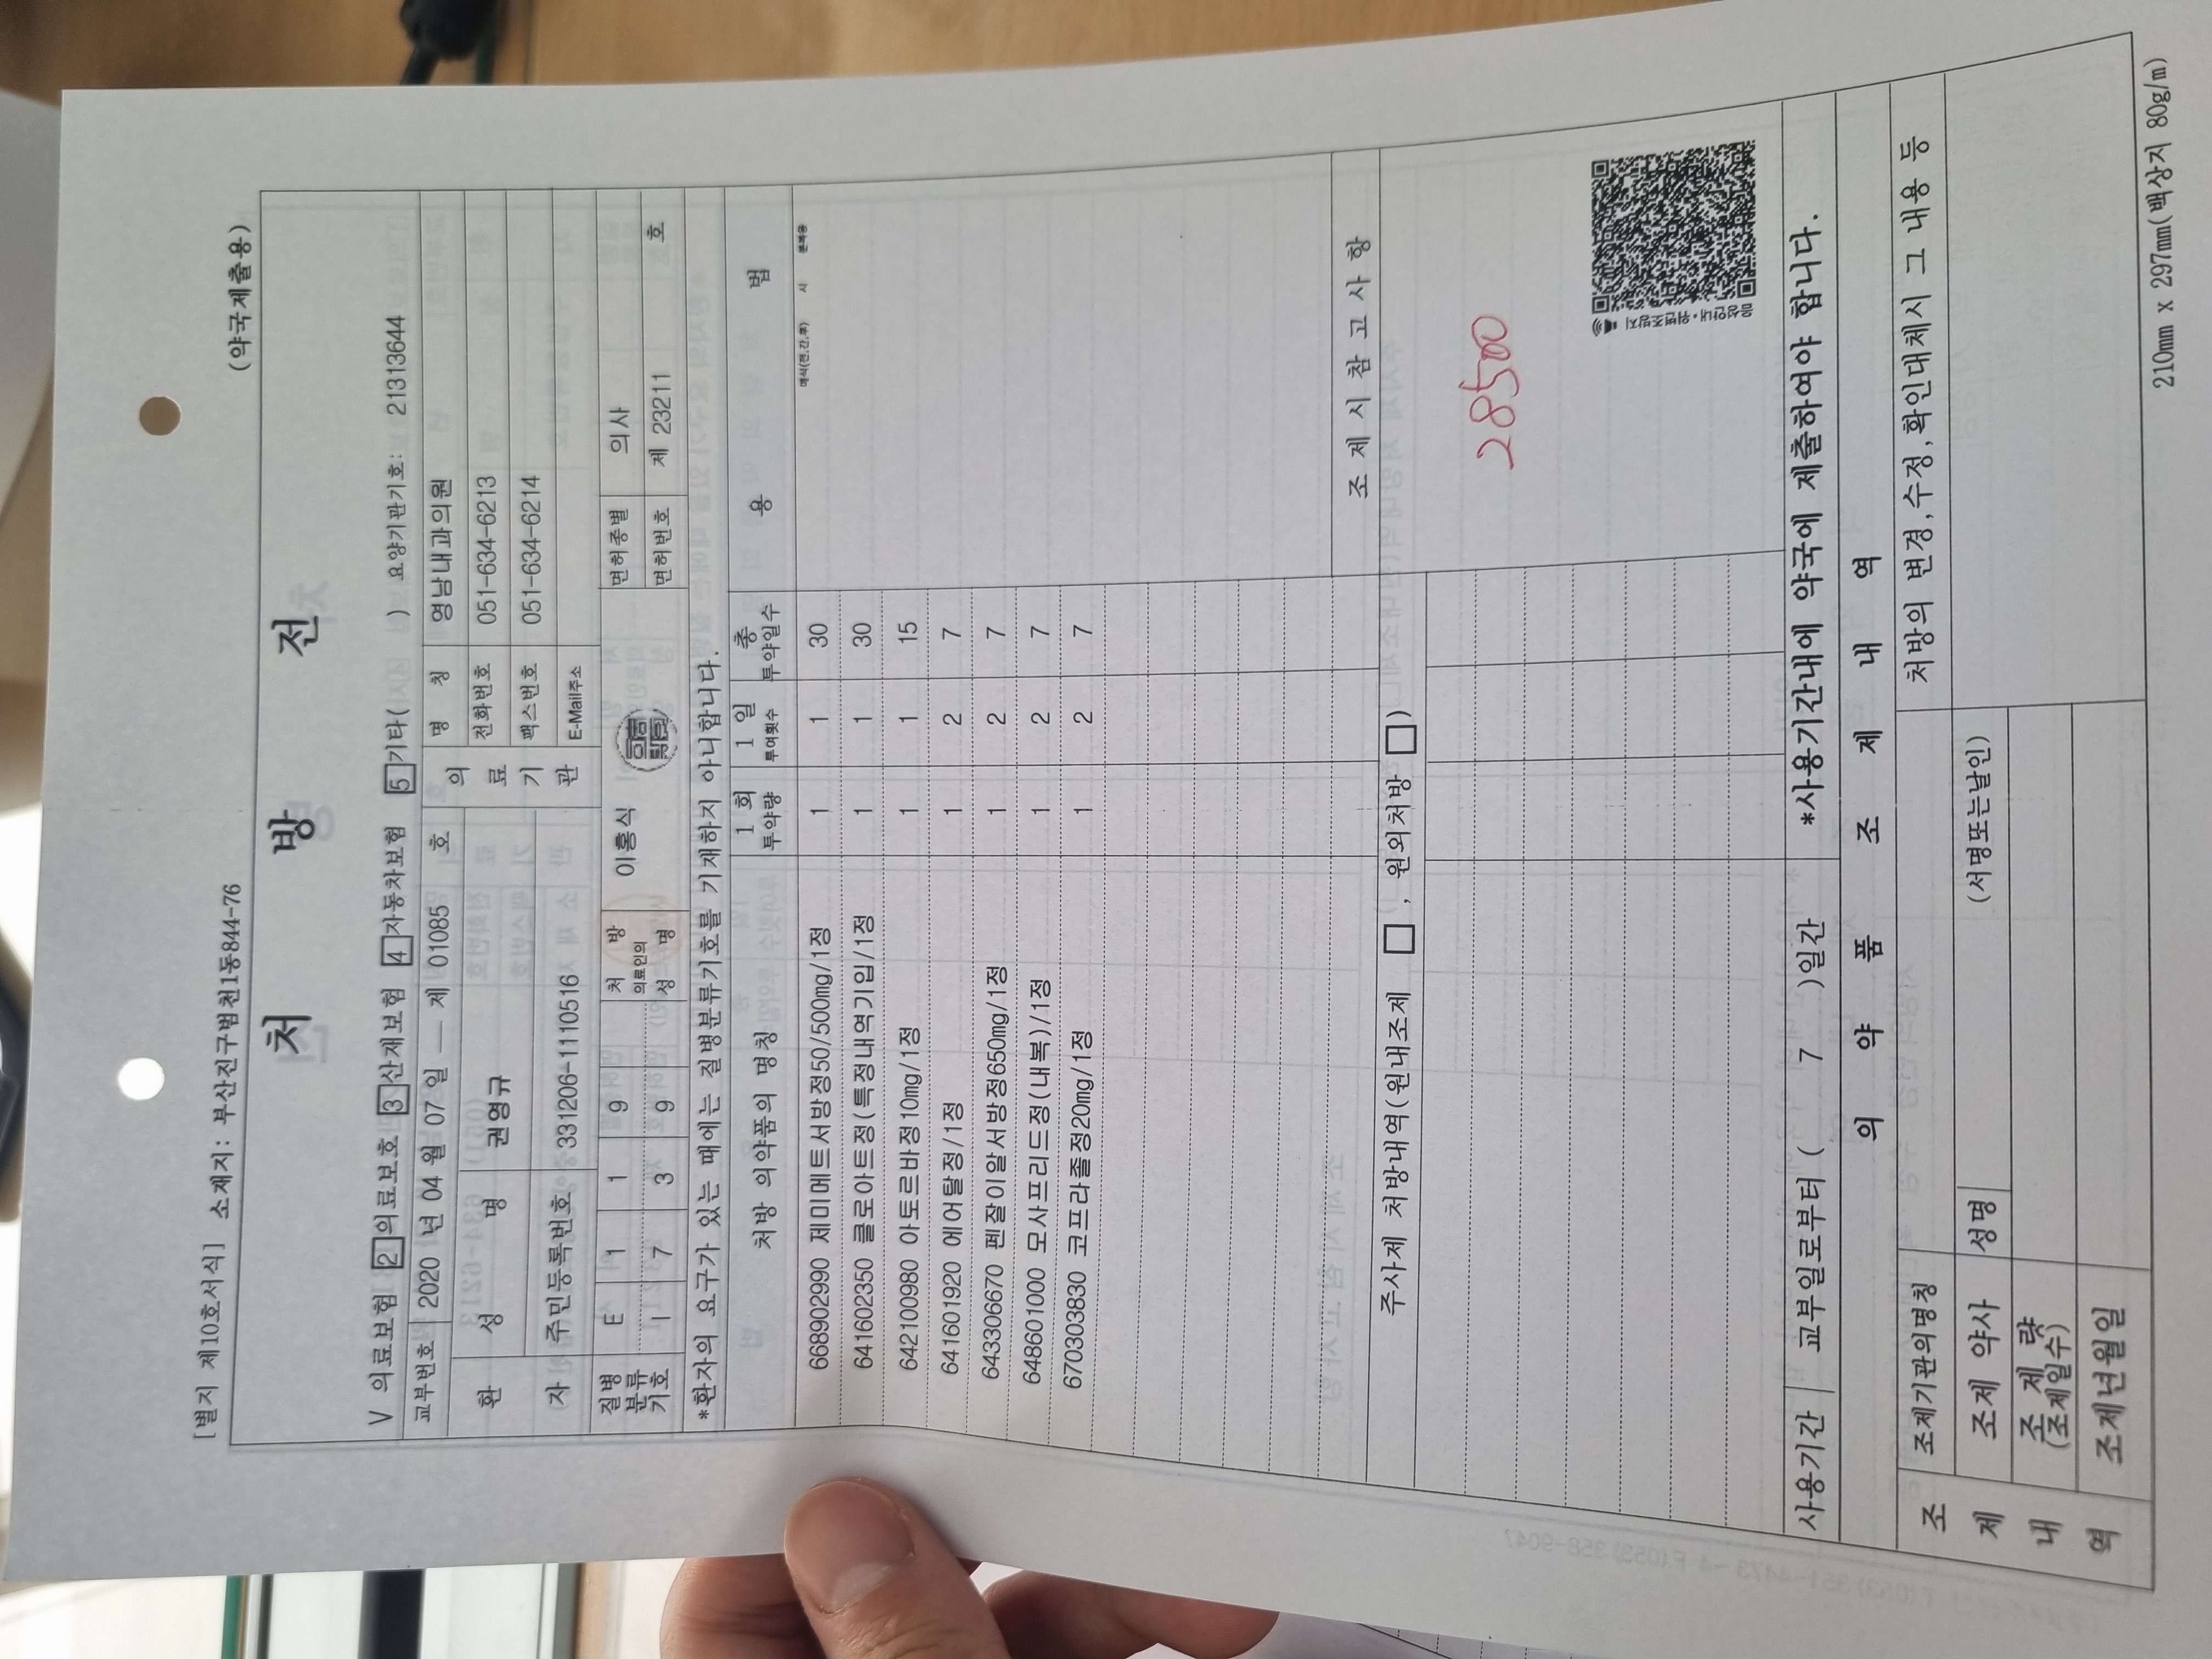 [별지 제10호서식] 소재지: 부산진구범천1동844-76 (약국제출용)
처 방 전
V 의료보험 2 의료보호 3 산재보험 4 자동차보험 5 기타( ) 요양기관기호: 21313644
교부번호 2020 년 04 월 07 일 — 제 01085 호
의료기관 명 칭 영남내과의원
전화번호 051-634-6213
팩스번호 051-634-6214
E-Mail주소
환자 성 명 권영규
주민등록번호 331206-1110516
질병분류기호 E 1 1 9
I 7 3 9
처 방 의료인의 성 명 이홍식
면허종별 의사
면허번호 제 23211 호
*환자의 요구가 있는 때에는 질병분류기호를 기재하지 아니합니다.
처방 의약품의 명칭 1 회 투약량 1 일 투여횟수 총 투약일수 용 법
매식(전,간,후) 시 분복용
668902990 제미메트서방정50/500mg/1정 1 1 30
641602350 클로아트정(특정내역기입/1정 1 1 30
642100980 아토르바정10mg/1정 1 1 15
641601920 에어탈정/1정 1 2 7
643306670 펜잘이알서방정650mg/1정 1 2 7
648601000 모사프리드정(내복)/1정 1 2 7
670303830 코프라졸정20mg/1정 1 2 7
조 제 시 참 고 사 항
주사제 처방내역(원내조제 □ , 원외처방 □)
28500
음성안내·위변조방지
사용기간 교부일로부터 ( 7 )일간 *사용기간내에 약국에 제출하여야 합니다.
의 약 품 조 제 내 역
조제내역 조제기관의명칭 처방의 변경,수정,확인대체시 그 내용 등
조제 약사 성명 (서명또는날인)
조 제 량
(조제일수)
조제년월일
210mm x 297mm(백상지 80g/m)